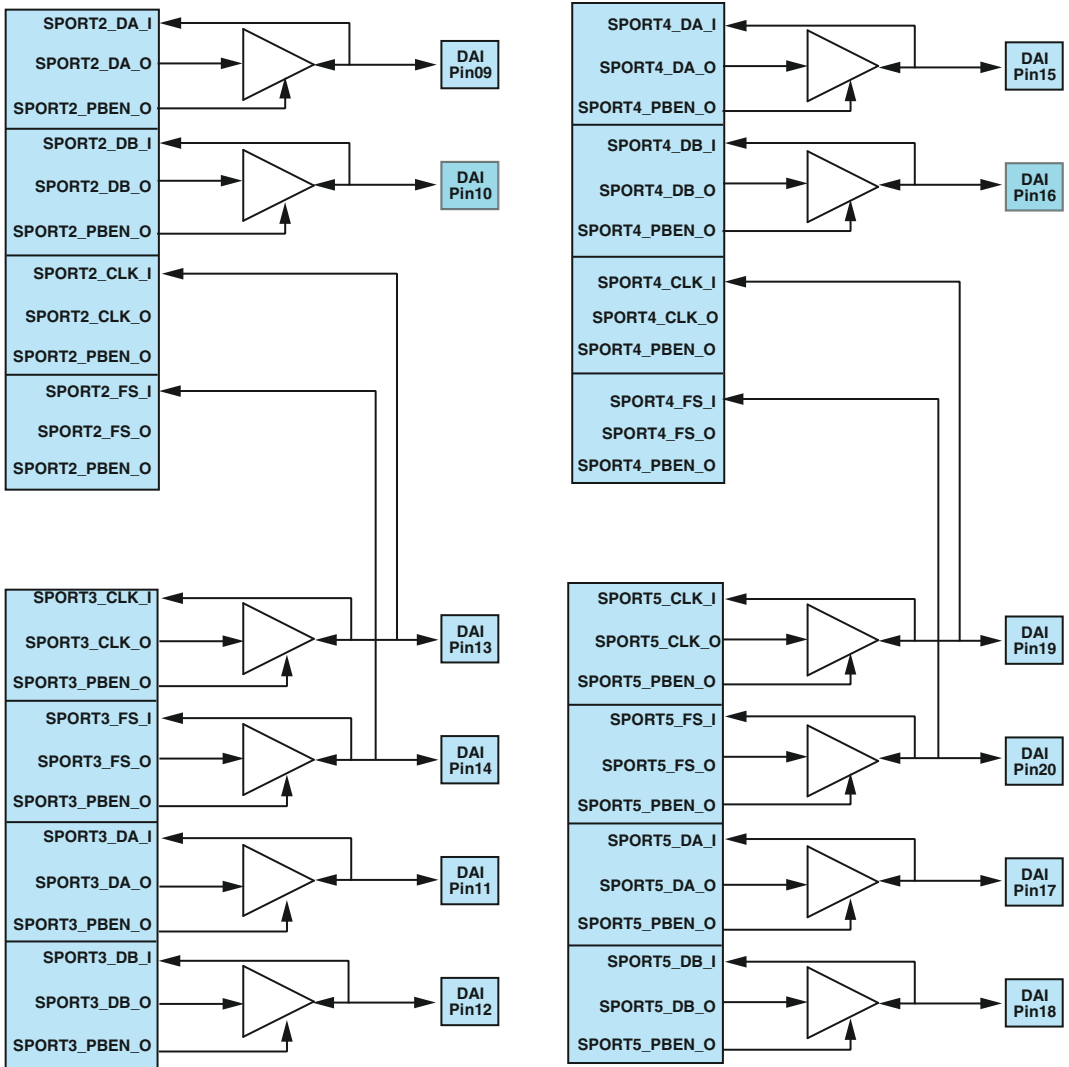 SPORT2_DA_I
SPORT2_DA_O
SPORT2_PBEN_O
DAI
Pin09
SPORT2_DB_I
SPORT2_DB_O
SPORT2_PBEN_O
DAI
Pin10
SPORT2_CLK_I
SPORT2_CLK_O
SPORT2_PBEN_O
SPORT2_FS_I
SPORT2_FS_O
SPORT2_PBEN_O
SPORT3_CLK_I
SPORT3_CLK_O
SPORT3_PBEN_O
DAI
Pin13
SPORT3_FS_I
SPORT3_FS_O
SPORT3_PBEN_O
DAI
Pin14
SPORT3_DA_I
SPORT3_DA_O
SPORT3_PBEN_O
DAI
Pin11
SPORT3_DB_I
SPORT3_DB_O
SPORT3_PBEN_O
DAI
Pin12
SPORT4_DA_I
SPORT4_DA_O
SPORT4_PBEN_O
DAI
Pin15
SPORT4_DB_I
SPORT4_DB_O
SPORT4_PBEN_O
DAI
Pin16
SPORT4_CLK_I
SPORT4_CLK_O
SPORT4_PBEN_O
SPORT4_FS_I
SPORT4_FS_O
SPORT4_PBEN_O
SPORT5_CLK_I
SPORT5_CLK_O
SPORT5_PBEN_O
DAI
Pin19
SPORT5_FS_I
SPORT5_FS_O
SPORT5_PBEN_O
DAI
Pin20
SPORT5_DA_I
SPORT5_DA_O
SPORT5_PBEN_O
DAI
Pin17
SPORT5_DB_I
SPORT5_DB_O
SPORT5_PBEN_O
DAI
Pin18